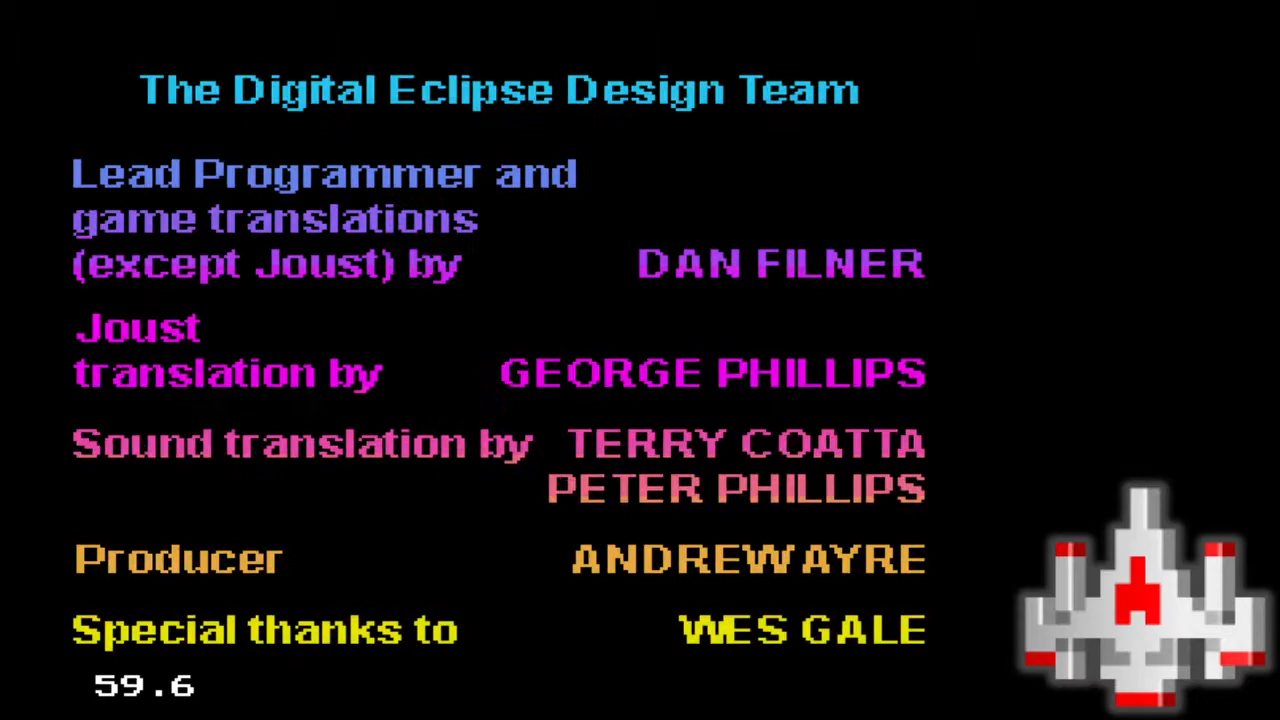 The Digital Eclipse Design Team
Lead Programmer and
game translations
(except Joust) by DAN FILNER
Joust
translation by GEORGE PHILLIPS
Sound translation by TERRY COATTA
PETER PHILLIPS
Producer ANDREW AYRE
Special thanks to WES GALE
59.6